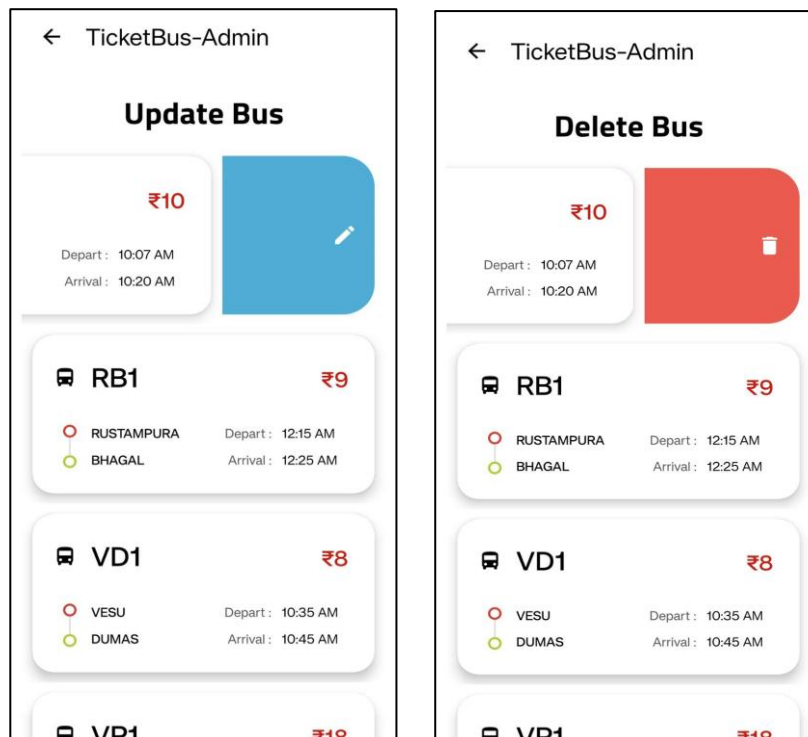 TicketBus-Admin
Update Bus
₹10
Depart : 10:07 AM
Arrival : 10:20 AM
RB1 ₹9
RUSTAMPURA Depart : 12:15 AM
BHAGAL Arrival : 12:25 AM
VD1 ₹8
VESU Depart : 10:35 AM
DUMAS Arrival : 10:45 AM
VP1 ₹18
TicketBus-Admin
Delete Bus
₹10
Depart : 10:07 AM
Arrival : 10:20 AM
RB1 ₹9
RUSTAMPURA Depart : 12:15 AM
BHAGAL Arrival : 12:25 AM
VD1 ₹8
VESU Depart : 10:35 AM
DUMAS Arrival : 10:45 AM
₹18